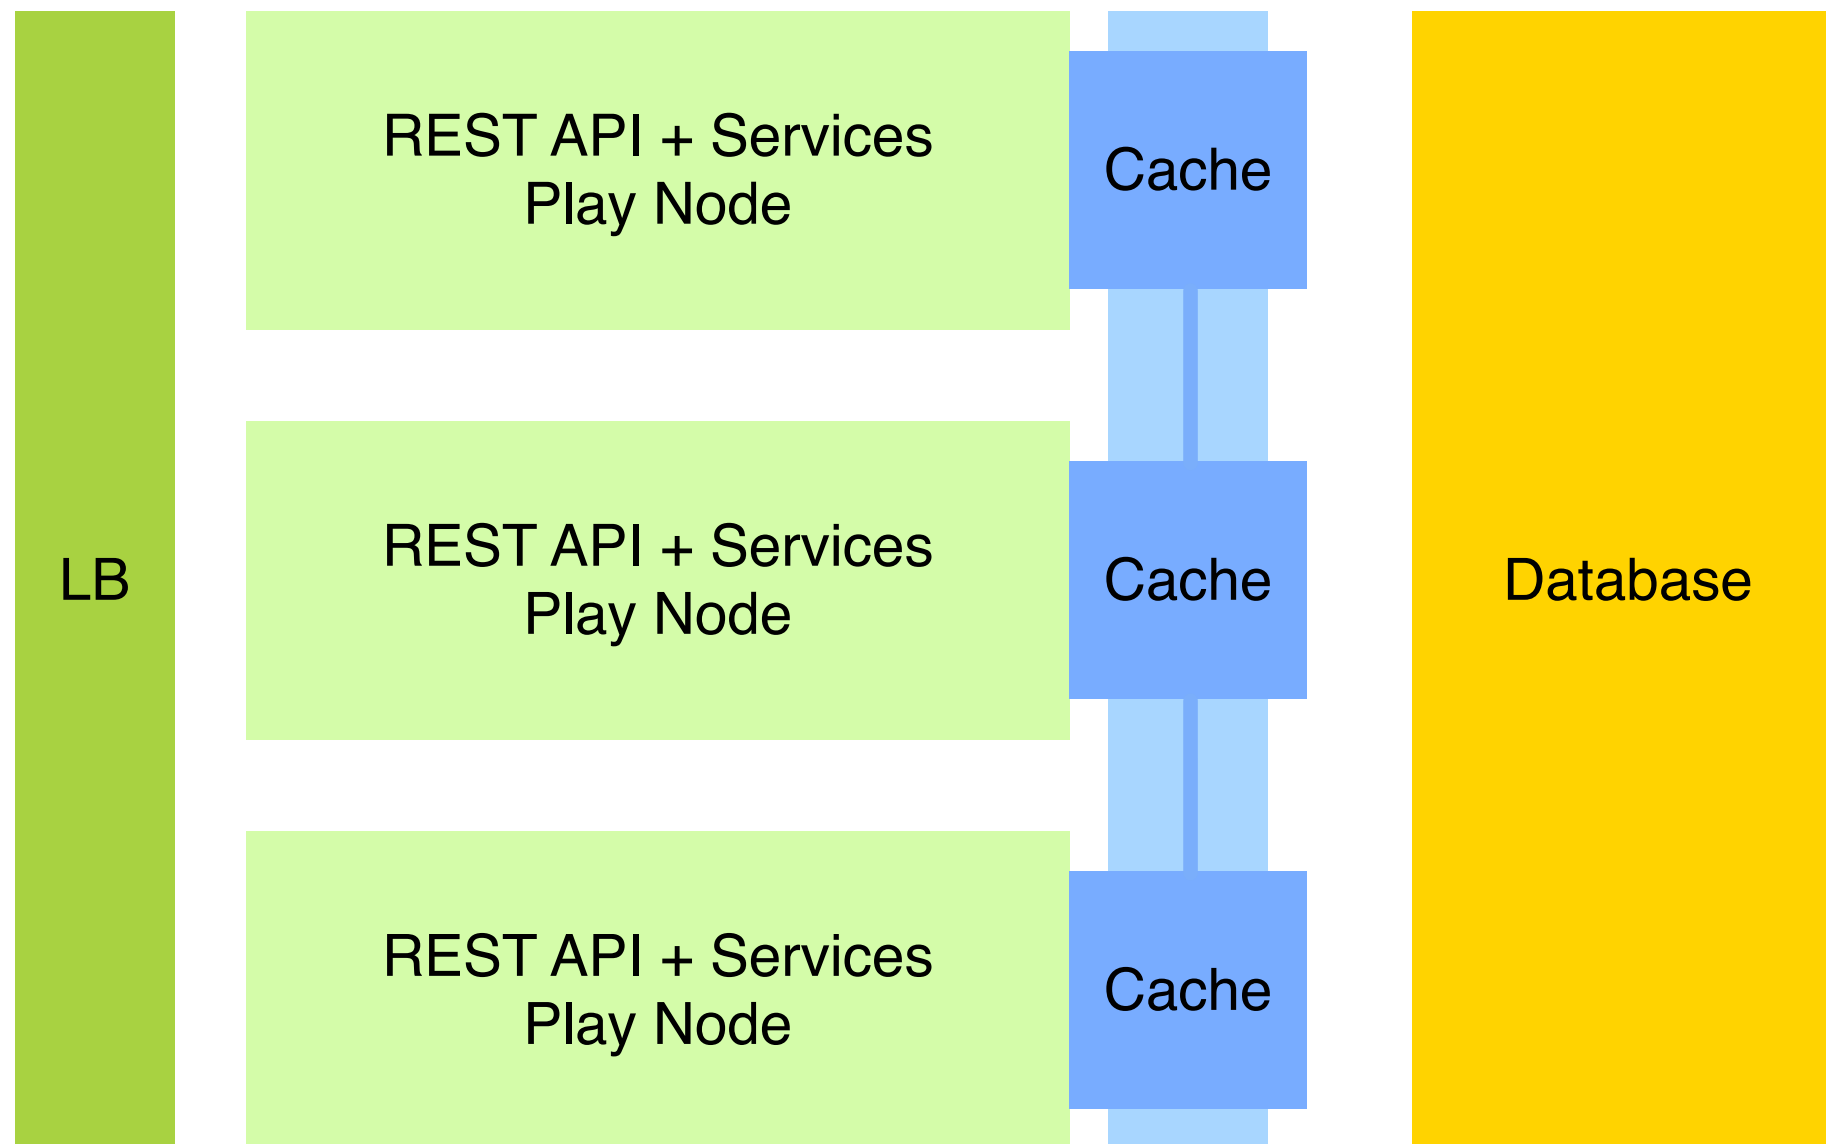 LB
REST API + Services
Play Node
Cache
REST API + Services
Play Node
Cache
REST API + Services
Play Node
Cache
Database